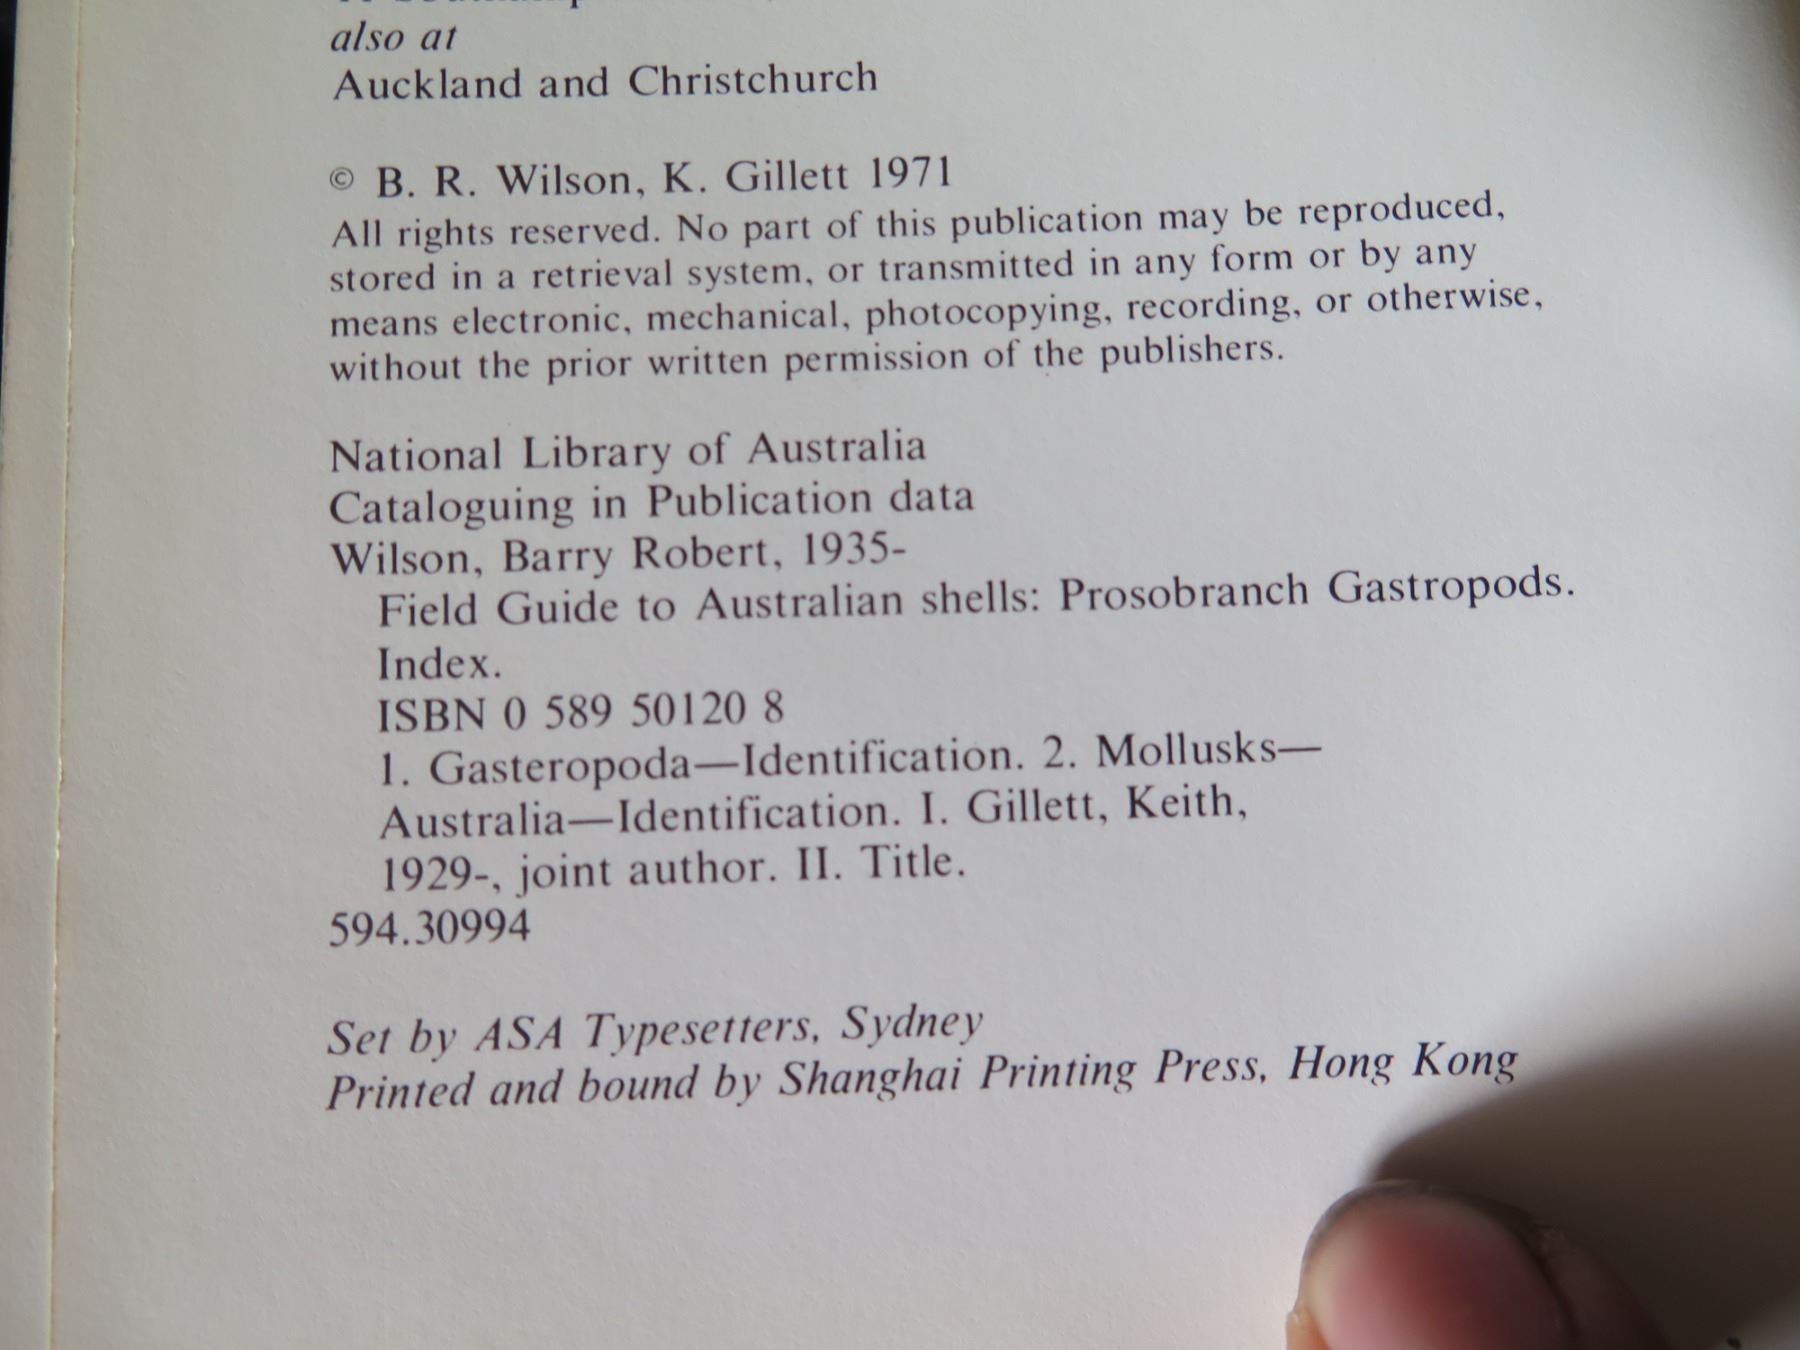 also at
Auckland and Christchurch
© B. R. Wilson, K. Gillett 1971
All rights reserved. No part of this publication may be reproduced,
stored in a retrieval system, or transmitted in any form or by any
means electronic, mechanical, photocopying, recording, or otherwise,
without the prior written permission of the publishers.
National Library of Australia
Cataloguing in Publication data
Wilson, Barry Robert, 1935-
Field Guide to Australian shells: Prosobranch Gastropods.
Index.
ISBN 0 589 50120 8
1. Gasteropoda—Identification. 2. Mollusks—
Australia—Identification. I. Gillett, Keith,
1929-, joint author. II. Title.
594.30994
Set by ASA Typesetters, Sydney
Printed and bound by Shanghai Printing Press, Hong Kong